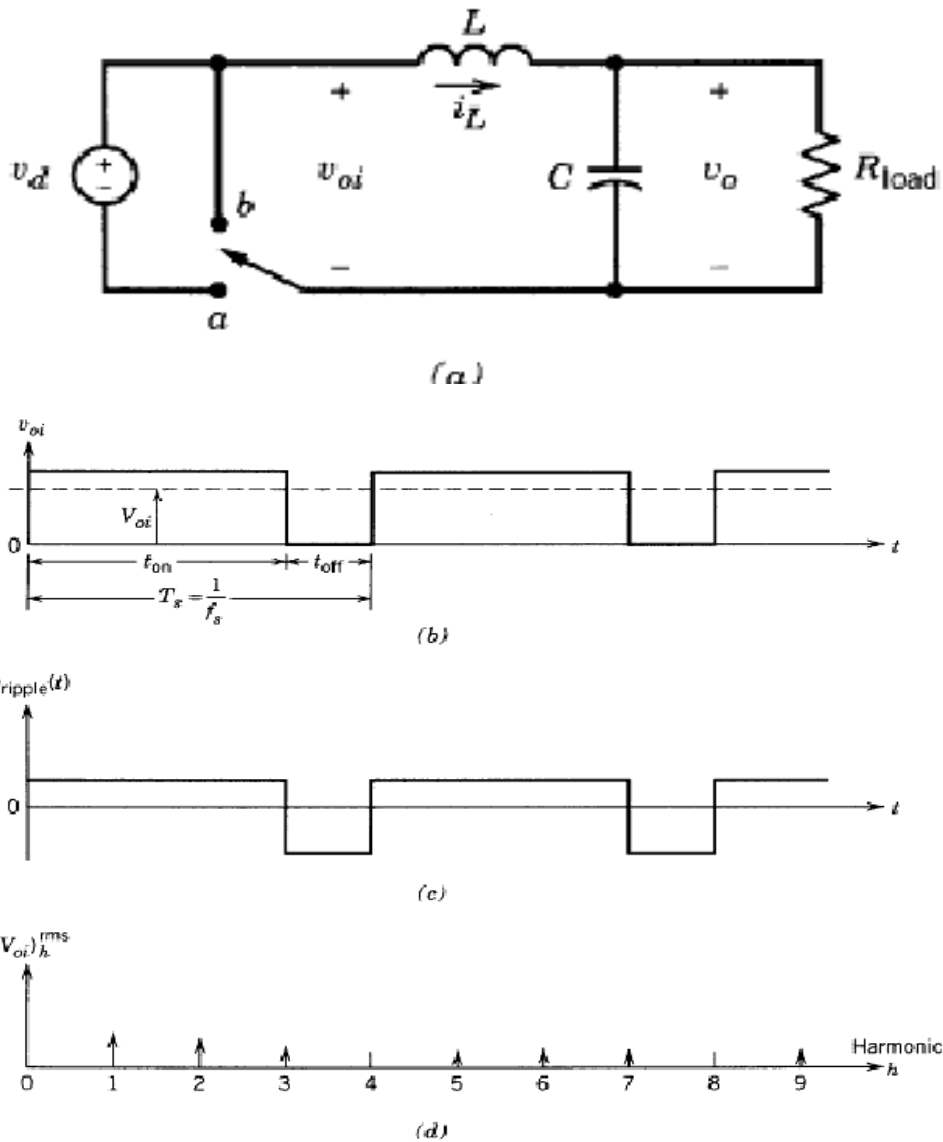 L
+ i_L +
v_d + − v_oi C v_o R_load
b
− −
a
(a)
v_oi
V_oi
0 t
t_on t_off
T_s = 1/f_s
(b)
ripple(t)
0 t
(c)
V_oi)_h^rms
Harmonic
0 1 2 3 4 5 6 7 8 9 h
(d)